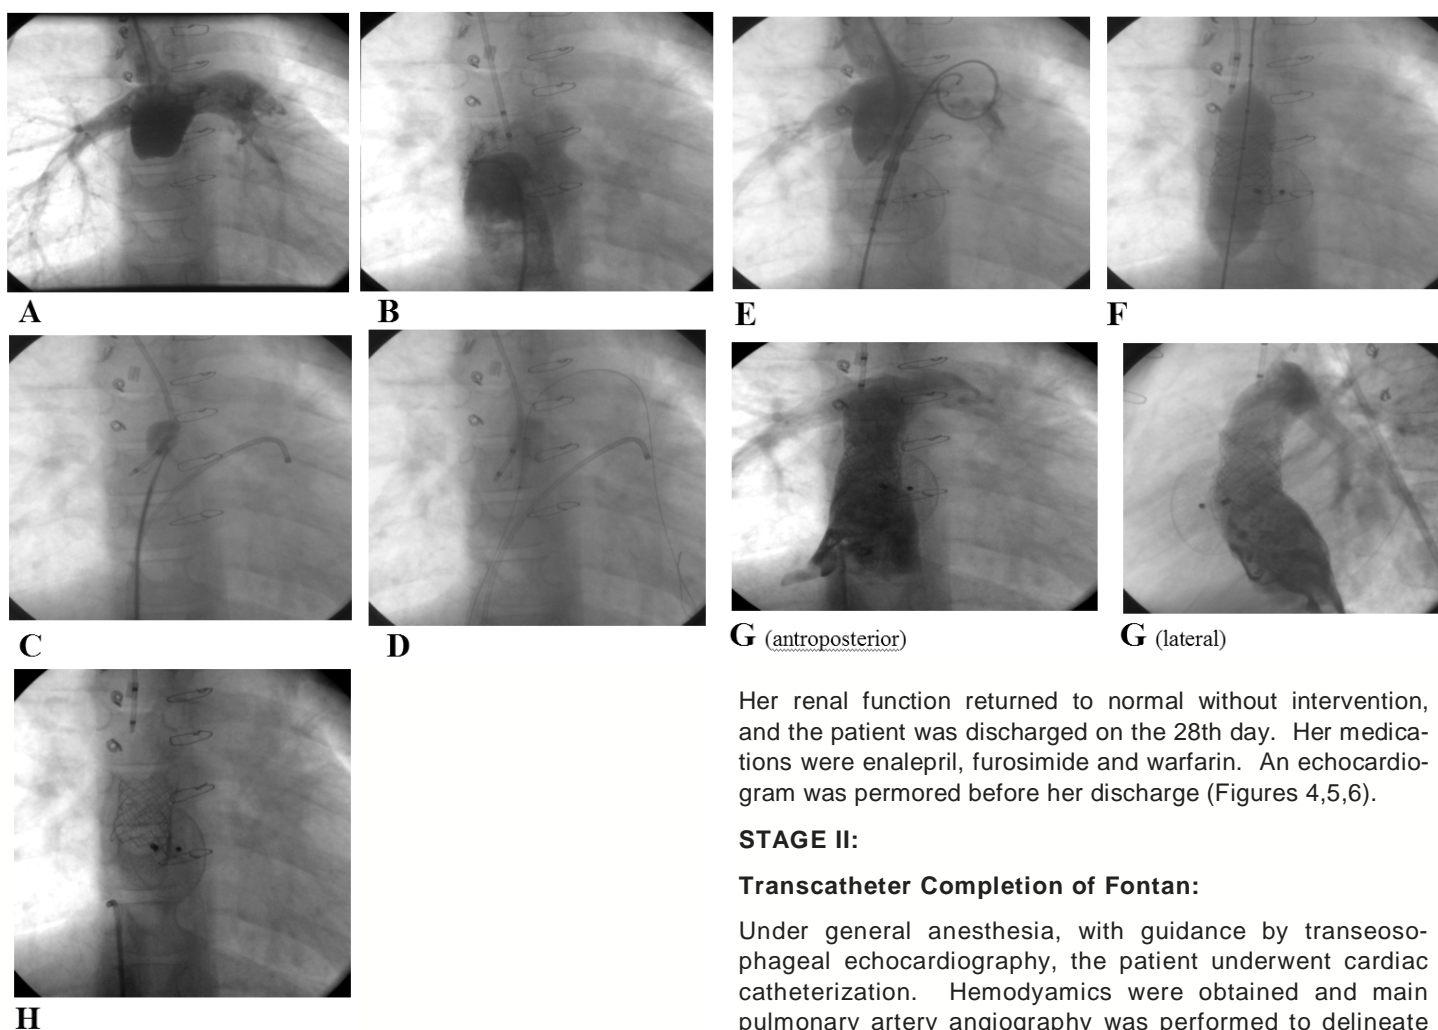 A
B
E
F
C
D
G (antroposterior)
G (lateral)
H
Her renal function returned to normal without intervention,
and the patient was discharged on the 28th day. Her medica-
tions were enalepril, furosimide and warfarin. An echocardio-
gram was permored before her discharge (Figures 4,5,6).
STAGE II:
Transcatheter Completion of Fontan:
Under general anesthesia, with guidance by transeoso-
phageal echocardiography, the patient underwent cardiac
catheterization. Hemodyamics were obtained and main
pulmonary artery angiography was performed to delineate